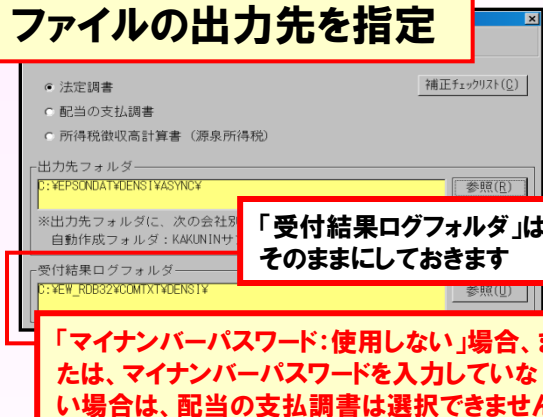 ファイルの出力先を指定
法定調書
補正チェックリスト(C)
配当の支払調書
所得税徴収高計算書 (源泉所得税)
出力先フォルダ
C:¥EPSONDAT¥DENSI¥ASYNC¥
参照(R)
※出力先フォルダに、次の会社別
自動作成フォルダ:KAKUNINサ
「受付結果ログフォルダ」は
そのままにしておきます
受付結果ログフォルダ
C:¥EW_RDB32¥COMTXT¥DENSI¥
参照(U)
「マイナンバーパスワード:使用しない」場合、ま
たは、マイナンバーパスワードを入力していな
い場合は、配当の支払調書は選択できません